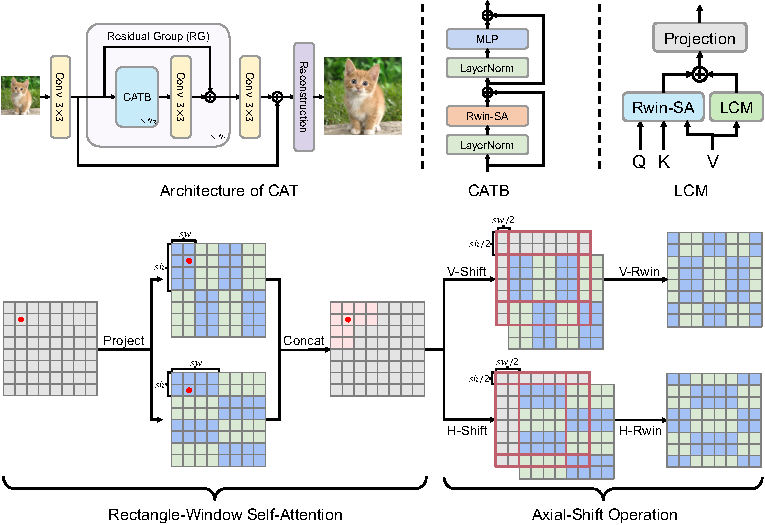 Residual Group (RG)
Conv 3×3
CATB
Conv 3×3
Conv 3×3
Reconstruction
Architecture of CAT
MLP
LayerNorm
Rwin-SA
LayerNorm
CATB
Projection
Rwin-SA
LCM
Q K V
LCM
sw
sh
Project
sw
sh
Concat
sw/2
sh/2
V-Shift
V-Rwin
sw/2
sh/2
H-Shift
H-Rwin
Rectangle-Window Self-Attention
Axial-Shift Operation